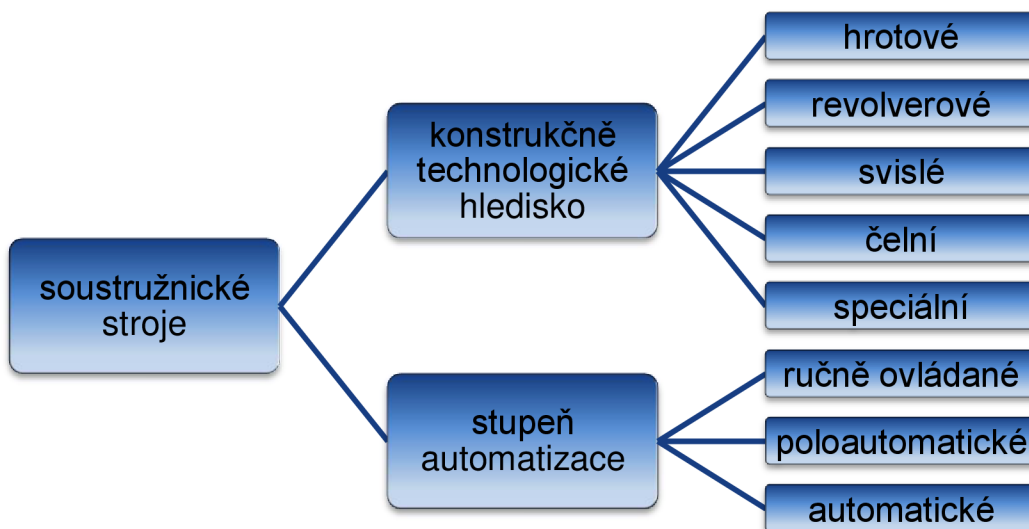 soustružnické
stroje
konstrukčně
technologické
hledisko
hrotové
revolverové
svislé
čelní
speciální
stupeň
automatizace
ručně ovládané
poloautomatické
automatické